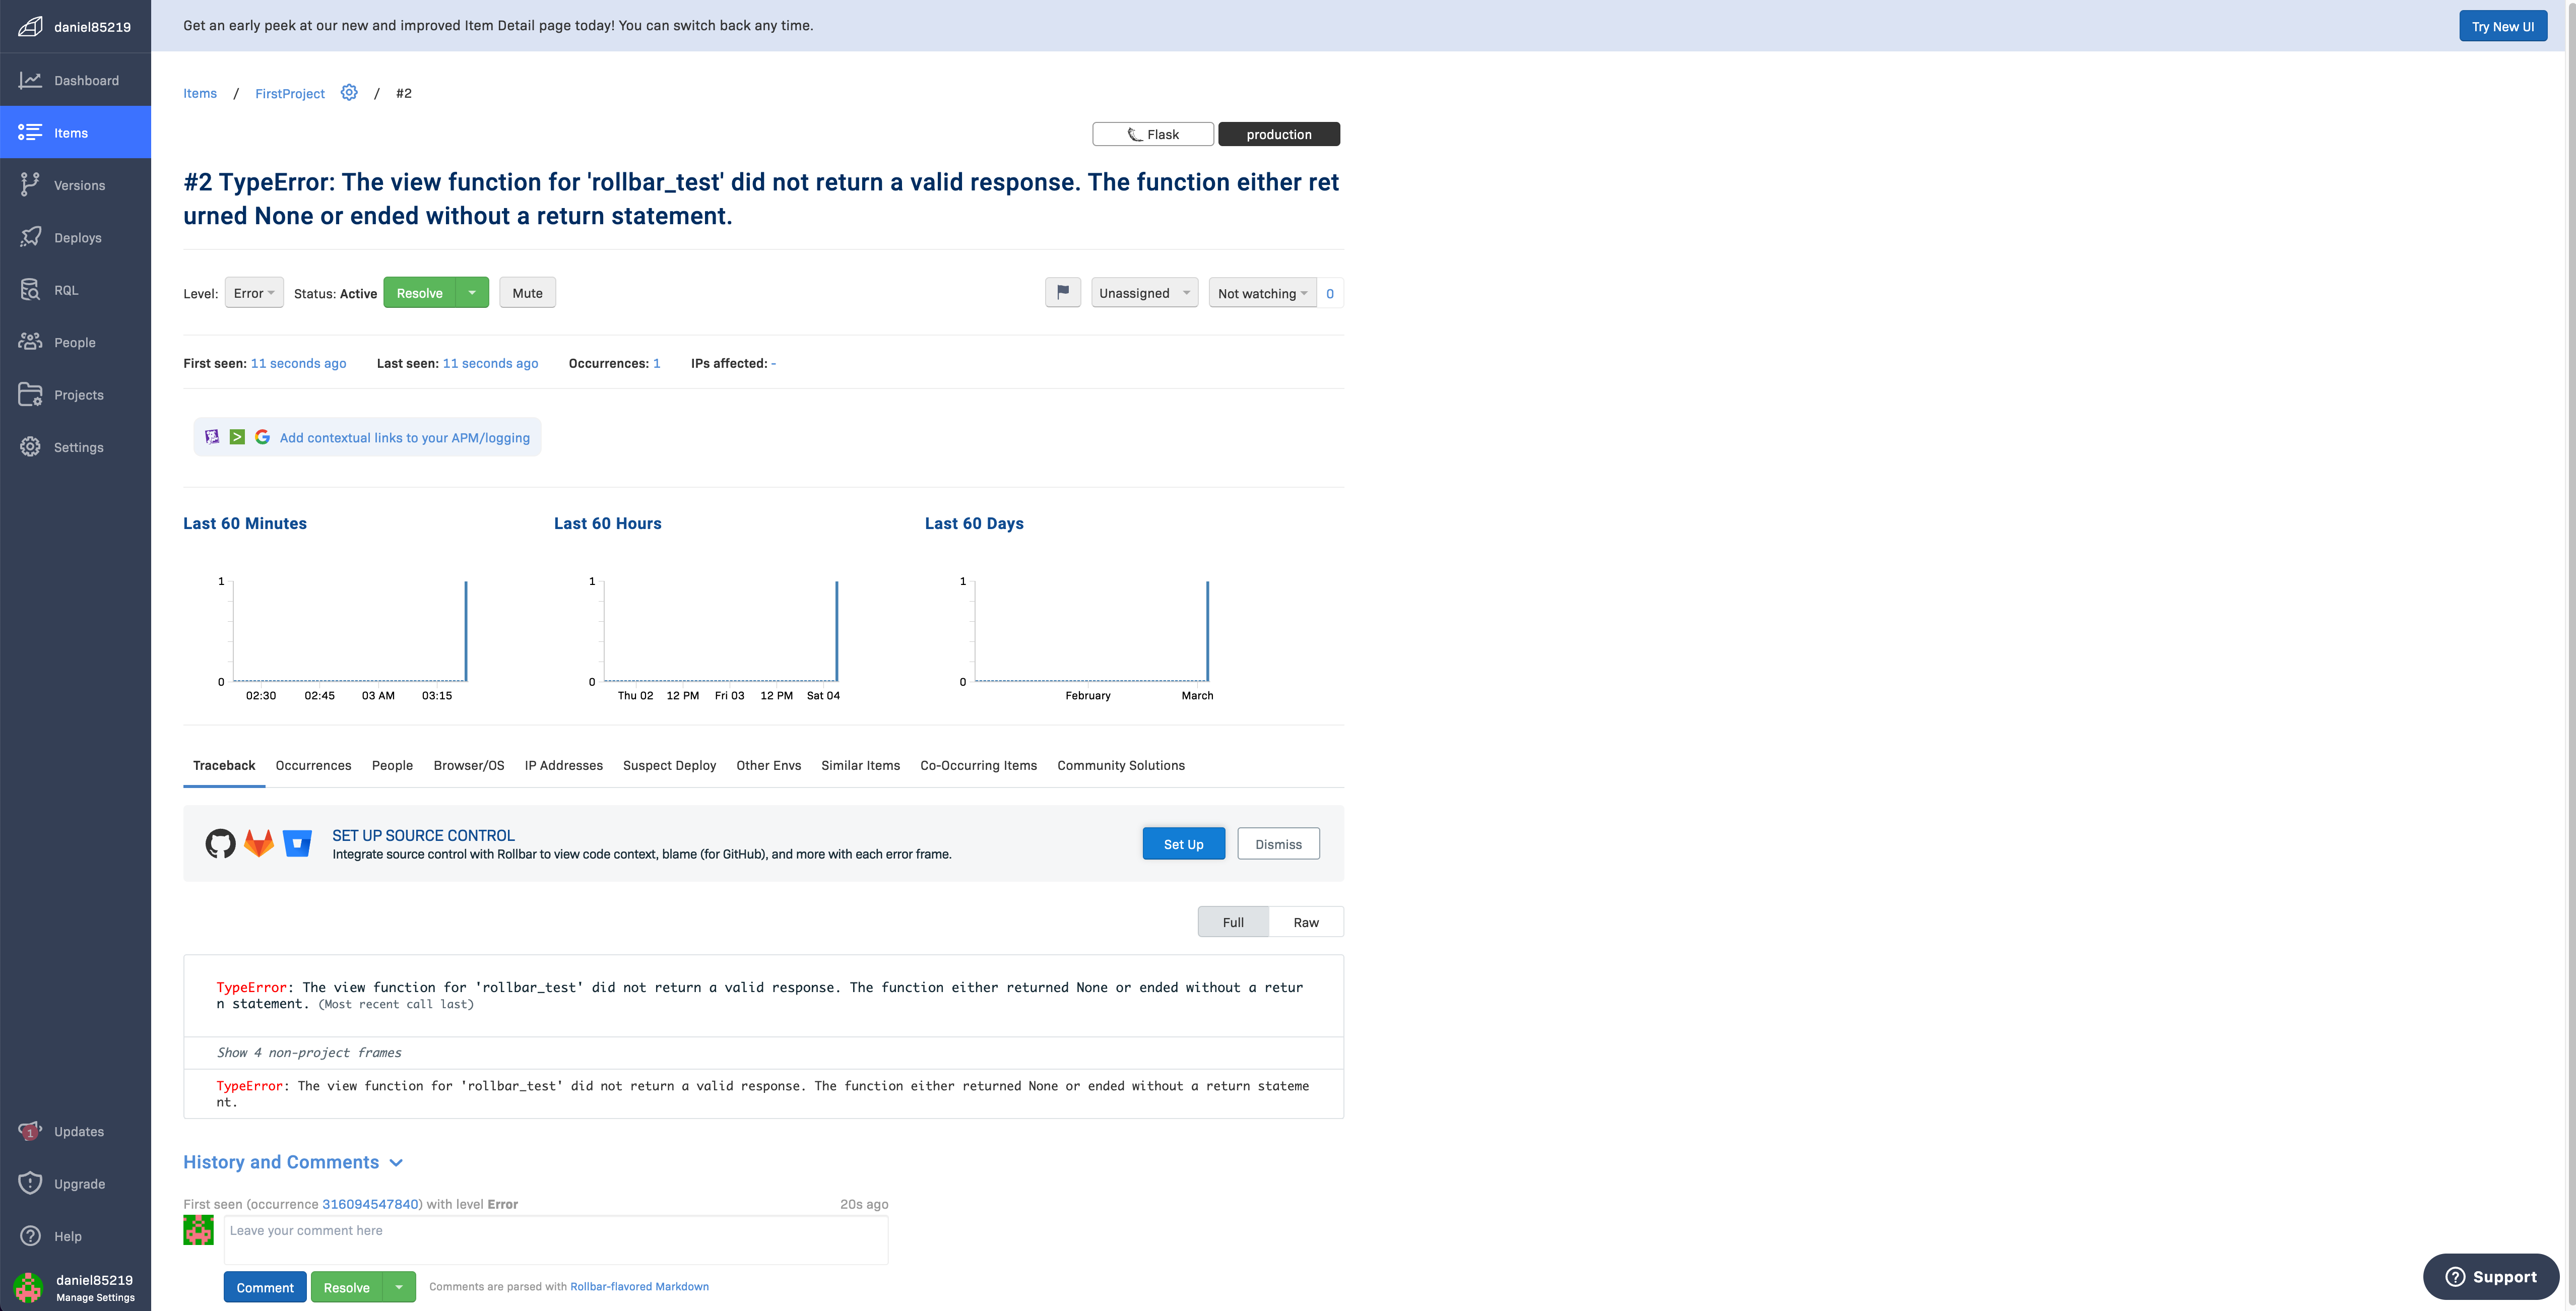 daniel85219
Get an early peek at our new and improved Item Detail page today! You can switch back any time.
Try New UI
Dashboard
Items
Versions
Deploys
RQL
People
Projects
Settings
Items / FirstProject / #2
Flask
production
#2 TypeError: The view function for 'rollbar_test' did not return a valid response. The function either ret
urned None or ended without a return statement.
Level: Error Status: Active Resolve Mute
Unassigned Not watching 0
First seen: 11 seconds ago Last seen: 11 seconds ago Occurrences: 1 IPs affected: -
Add contextual links to your APM/logging
Last 60 Minutes
1
0
02:30 02:45 03 AM 03:15
Last 60 Hours
1
0
Thu 02 12 PM Fri 03 12 PM Sat 04
Last 60 Days
1
0
February March
Traceback Occurrences People Browser/OS IP Addresses Suspect Deploy Other Envs Similar Items Co-Occurring Items Community Solutions
SET UP SOURCE CONTROL
Integrate source control with Rollbar to view code context, blame (for GitHub), and more with each error frame.
Set Up Dismiss
Full Raw
TypeError: The view function for 'rollbar_test' did not return a valid response. The function either returned None or ended without a retur
n statement. (Most recent call last)
Show 4 non-project frames
TypeError: The view function for 'rollbar_test' did not return a valid response. The function either returned None or ended without a return stateme
nt.
History and Comments
First seen (occurrence 316094547840) with level Error 20s ago
Leave your comment here
Comment Resolve Comments are parsed with Rollbar-flavored Markdown
1 Updates
Upgrade
Help
daniel85219
Manage Settings
Support